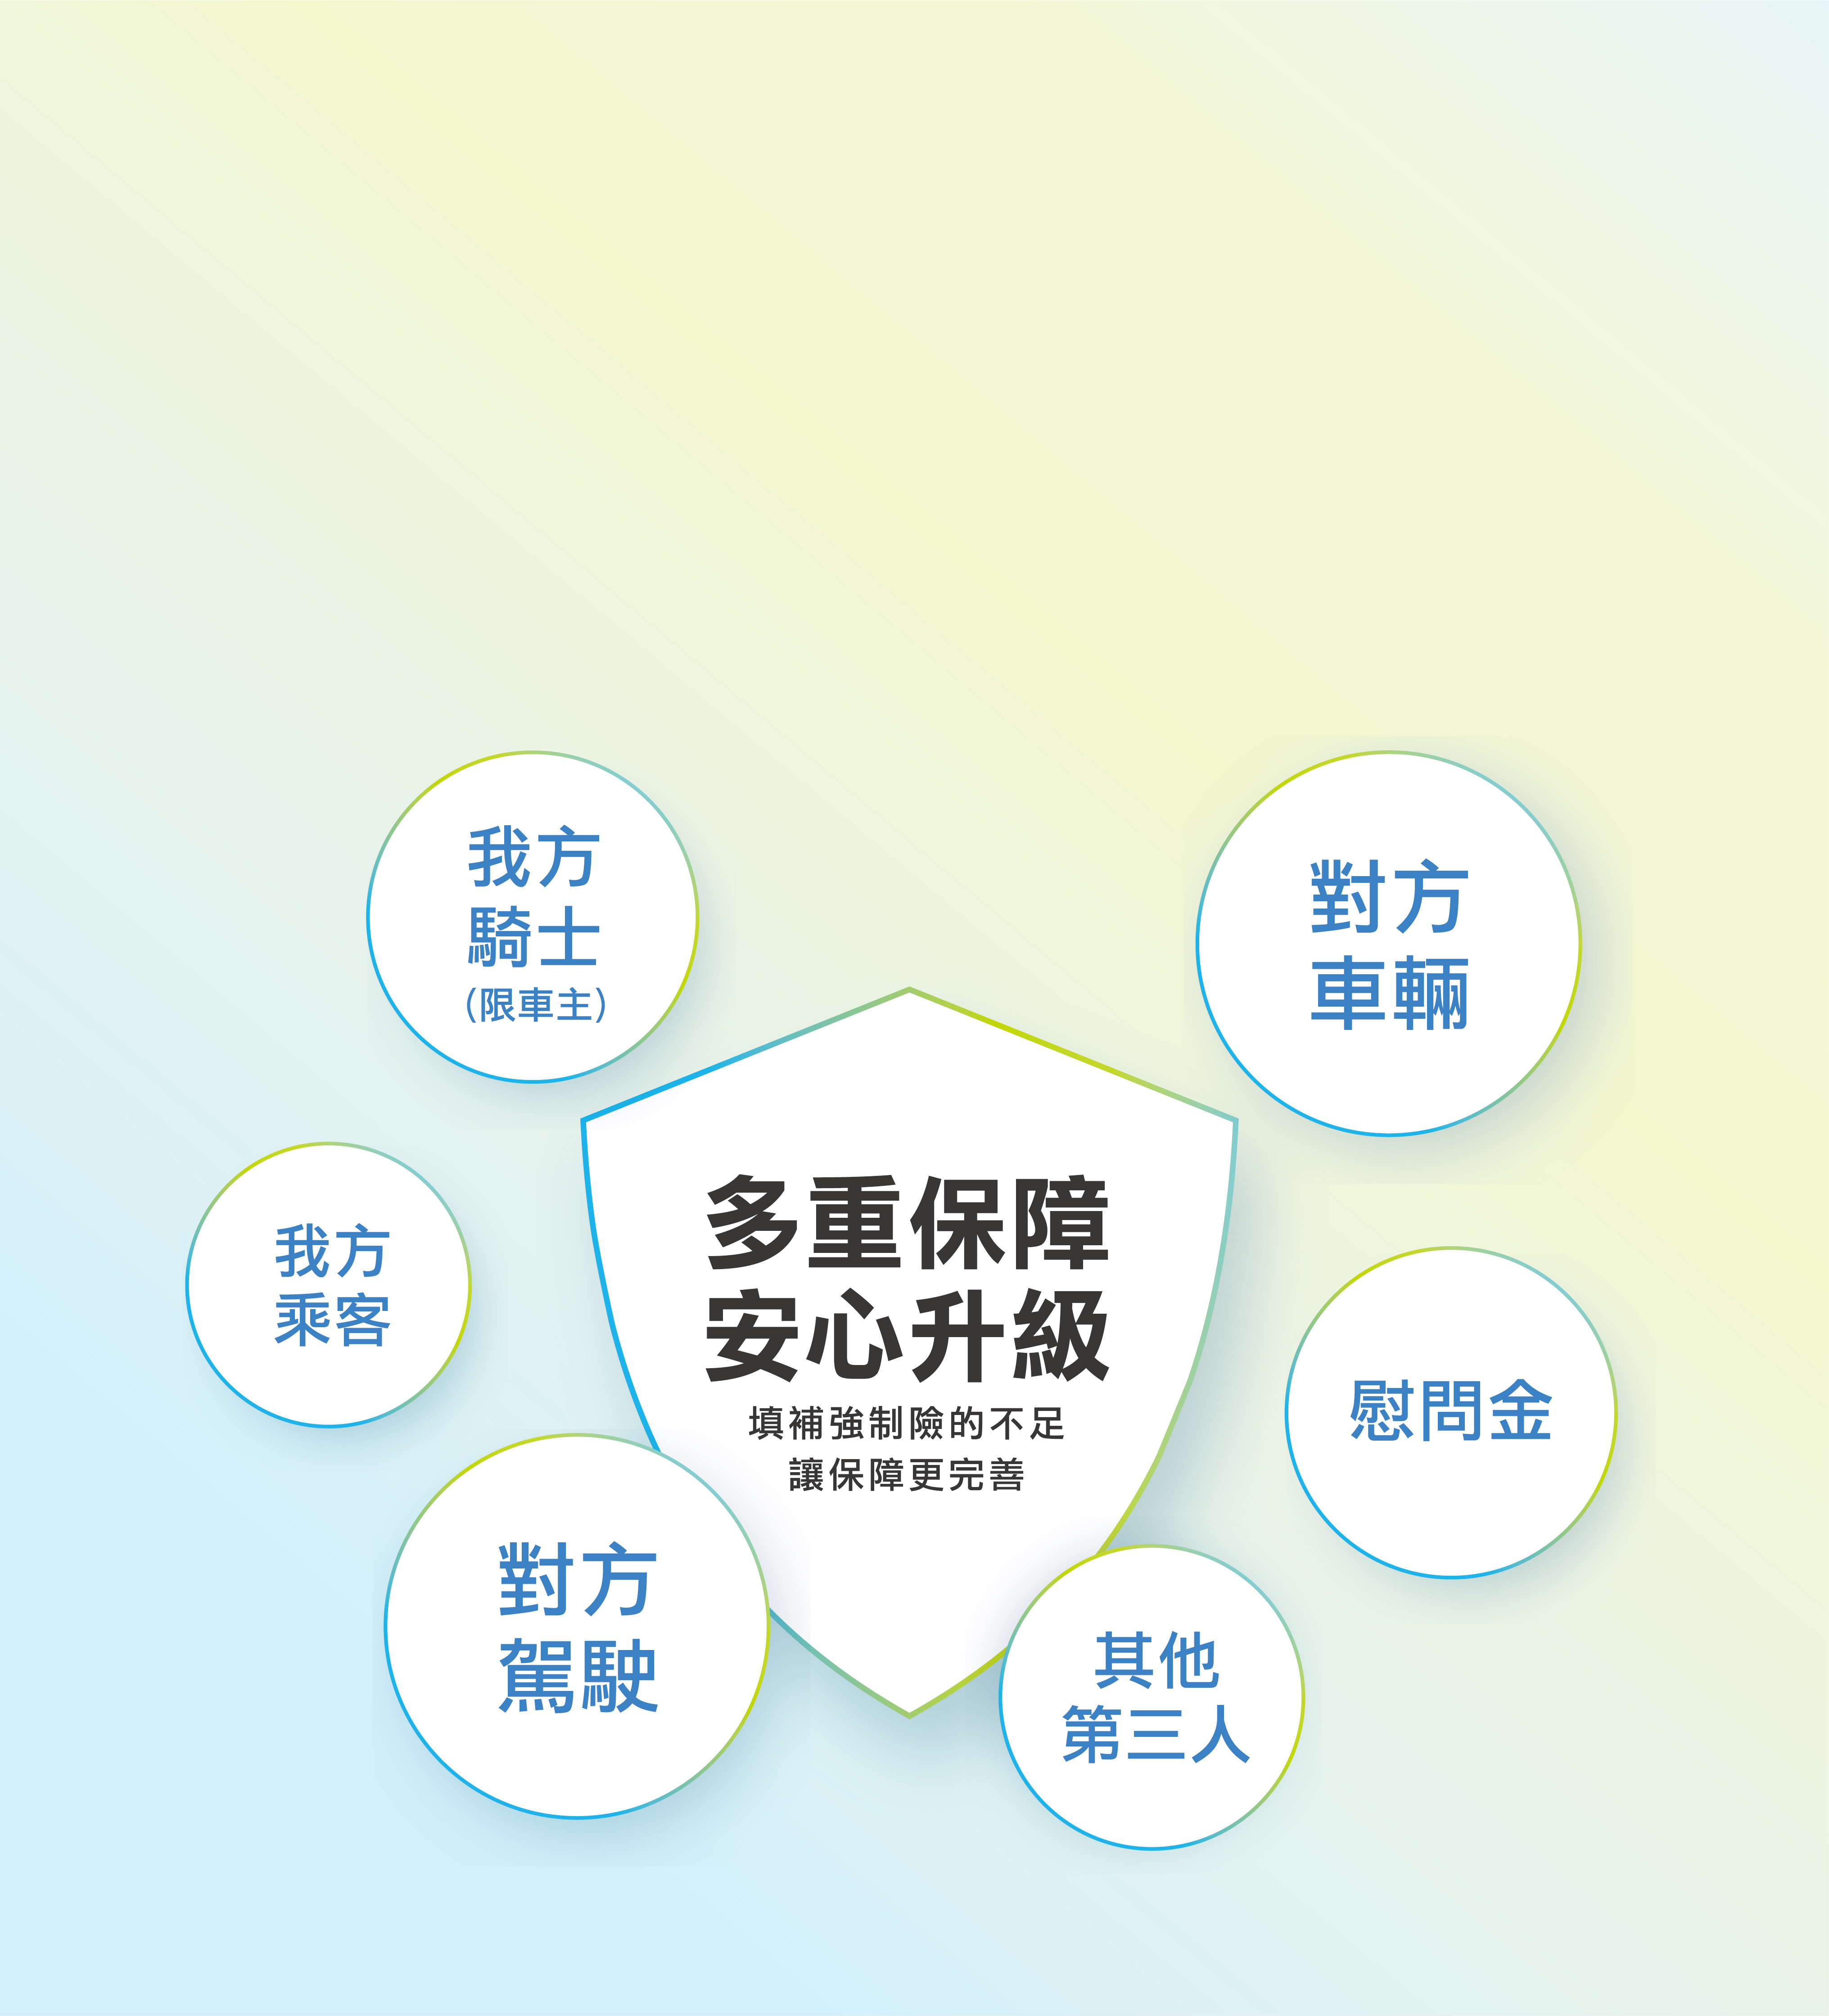 我方
騎士
(限車主)
對方
車輛
多重保障
安心升級
填補強制險的不足
讓保障更完善
我方
乘客
慰問金
對方
駕駛
其他
第三人